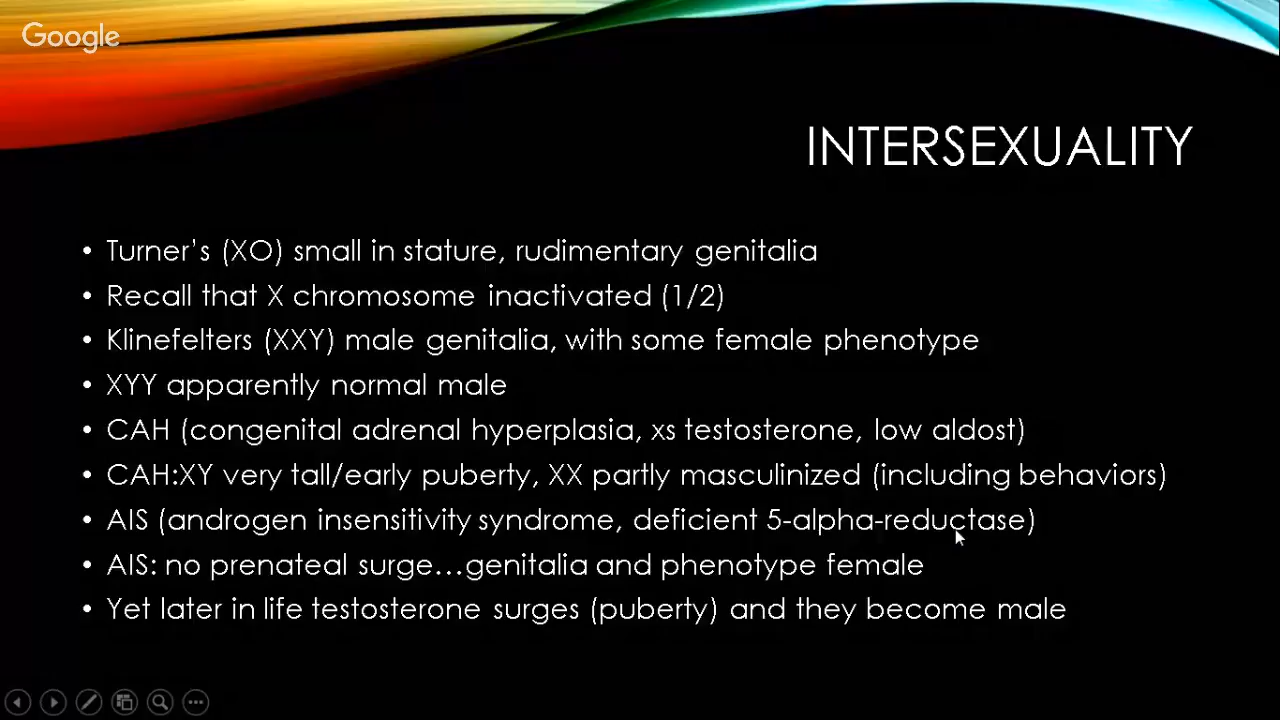 Google
INTERSEXUALITY
• Turner's (XO) small in stature, rudimentary genitalia
• Recall that X chromosome inactivated (1/2)
• Klinefelters (XXY) male genitalia, with some female phenotype
• XYY apparently normal male
• CAH (congenital adrenal hyperplasia, xs testosterone, low aldost)
• CAH:XY very tall/early puberty, XX partly masculinized (including behaviors)
• AIS (androgen insensitivity syndrome, deficient 5-alpha-reductase)
• AIS: no prenateal surge...genitalia and phenotype female
• Yet later in life testosterone surges (puberty) and they become male